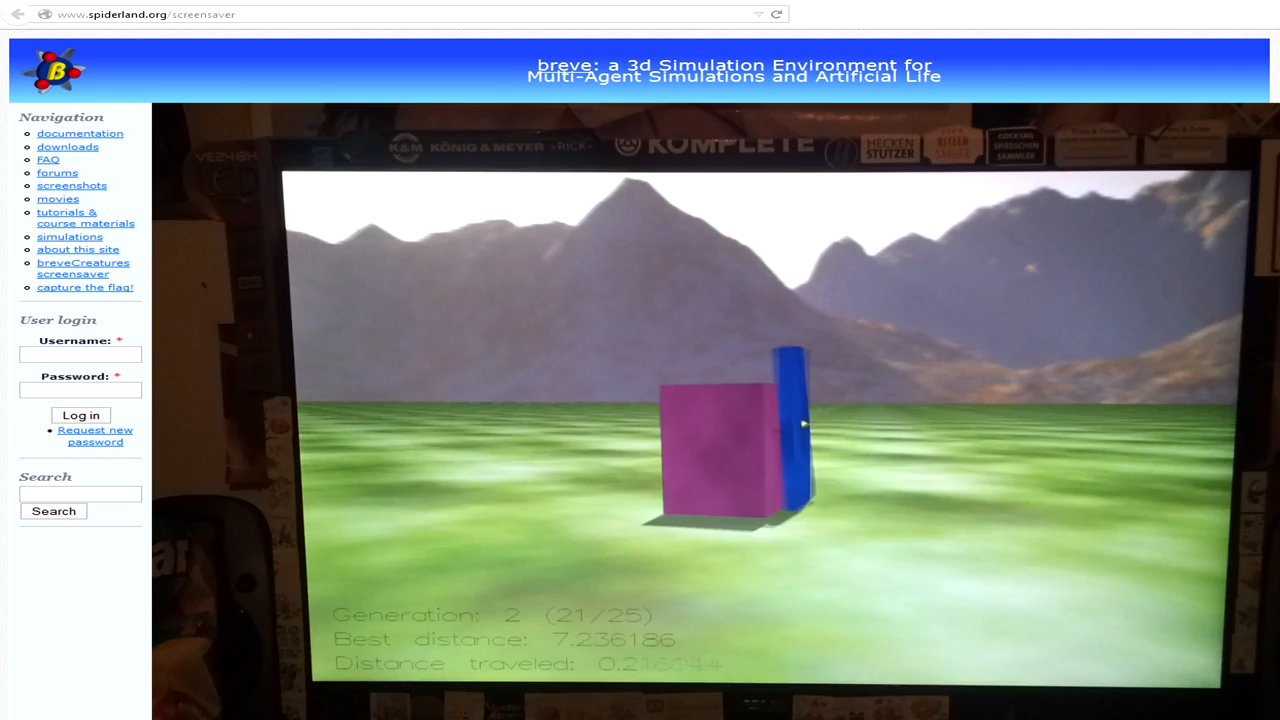 www.spiderland.org/screensaver
breve: a 3d Simulation Environment for
Multi-Agent Simulations and Artificial Life
B
Navigation
documentation
downloads
FAQ
forums
screenshots
movies
tutorials &
course materials
simulations
about this site
breveCreatures
screensaver
capture the flag!
User login
Username: *
Password: *
Log in
Request new
password
Search
Search
VE248H
K&M KÖNIG & MEYER »RICK»
KOMPLETE
HECKEN
STUTZER
COCKTAIL
SPIESSCHEN
SAMMLER
Generation: 2 (21/25)
Best distance: 7.236186
Distance traveled: